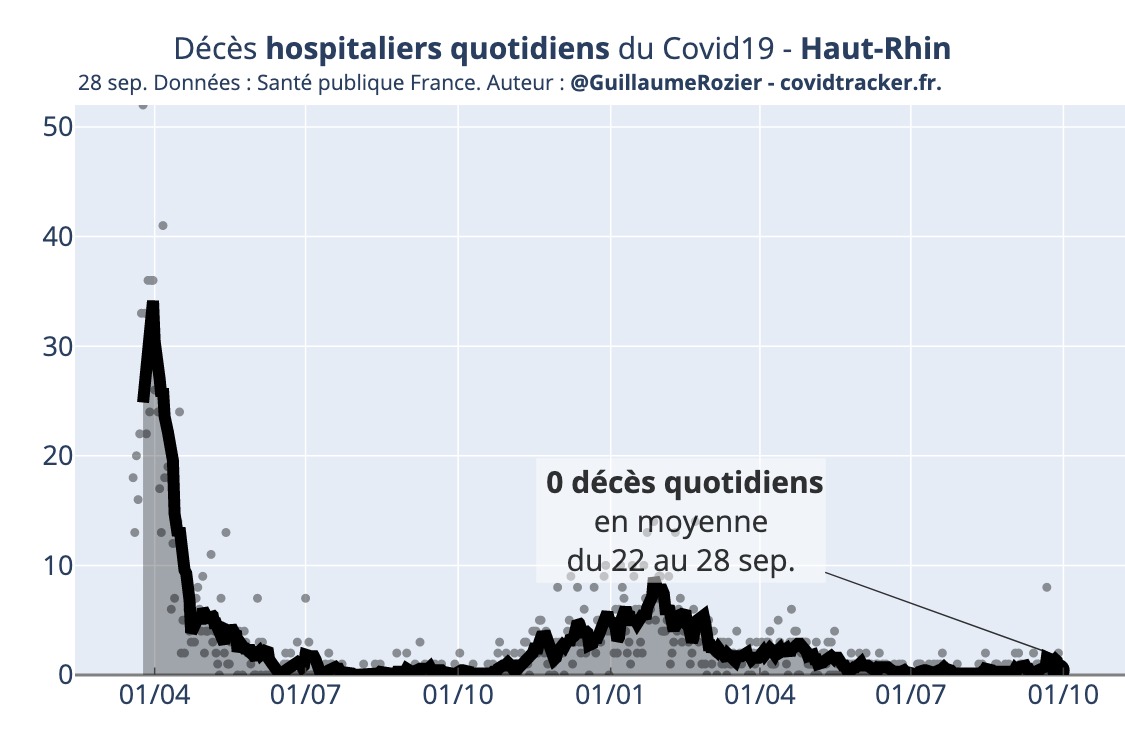 Décès hospitaliers quotidiens du Covid19 - Haut-Rhin
28 sep. Données : Santé publique France. Auteur : @GuillaumeRozier - covidtracker.fr.
50
40
30
20
10
0
0 décès quotidiens
en moyenne
du 22 au 28 sep.
01/04 01/07 01/10 01/01 01/04 01/07 01/10